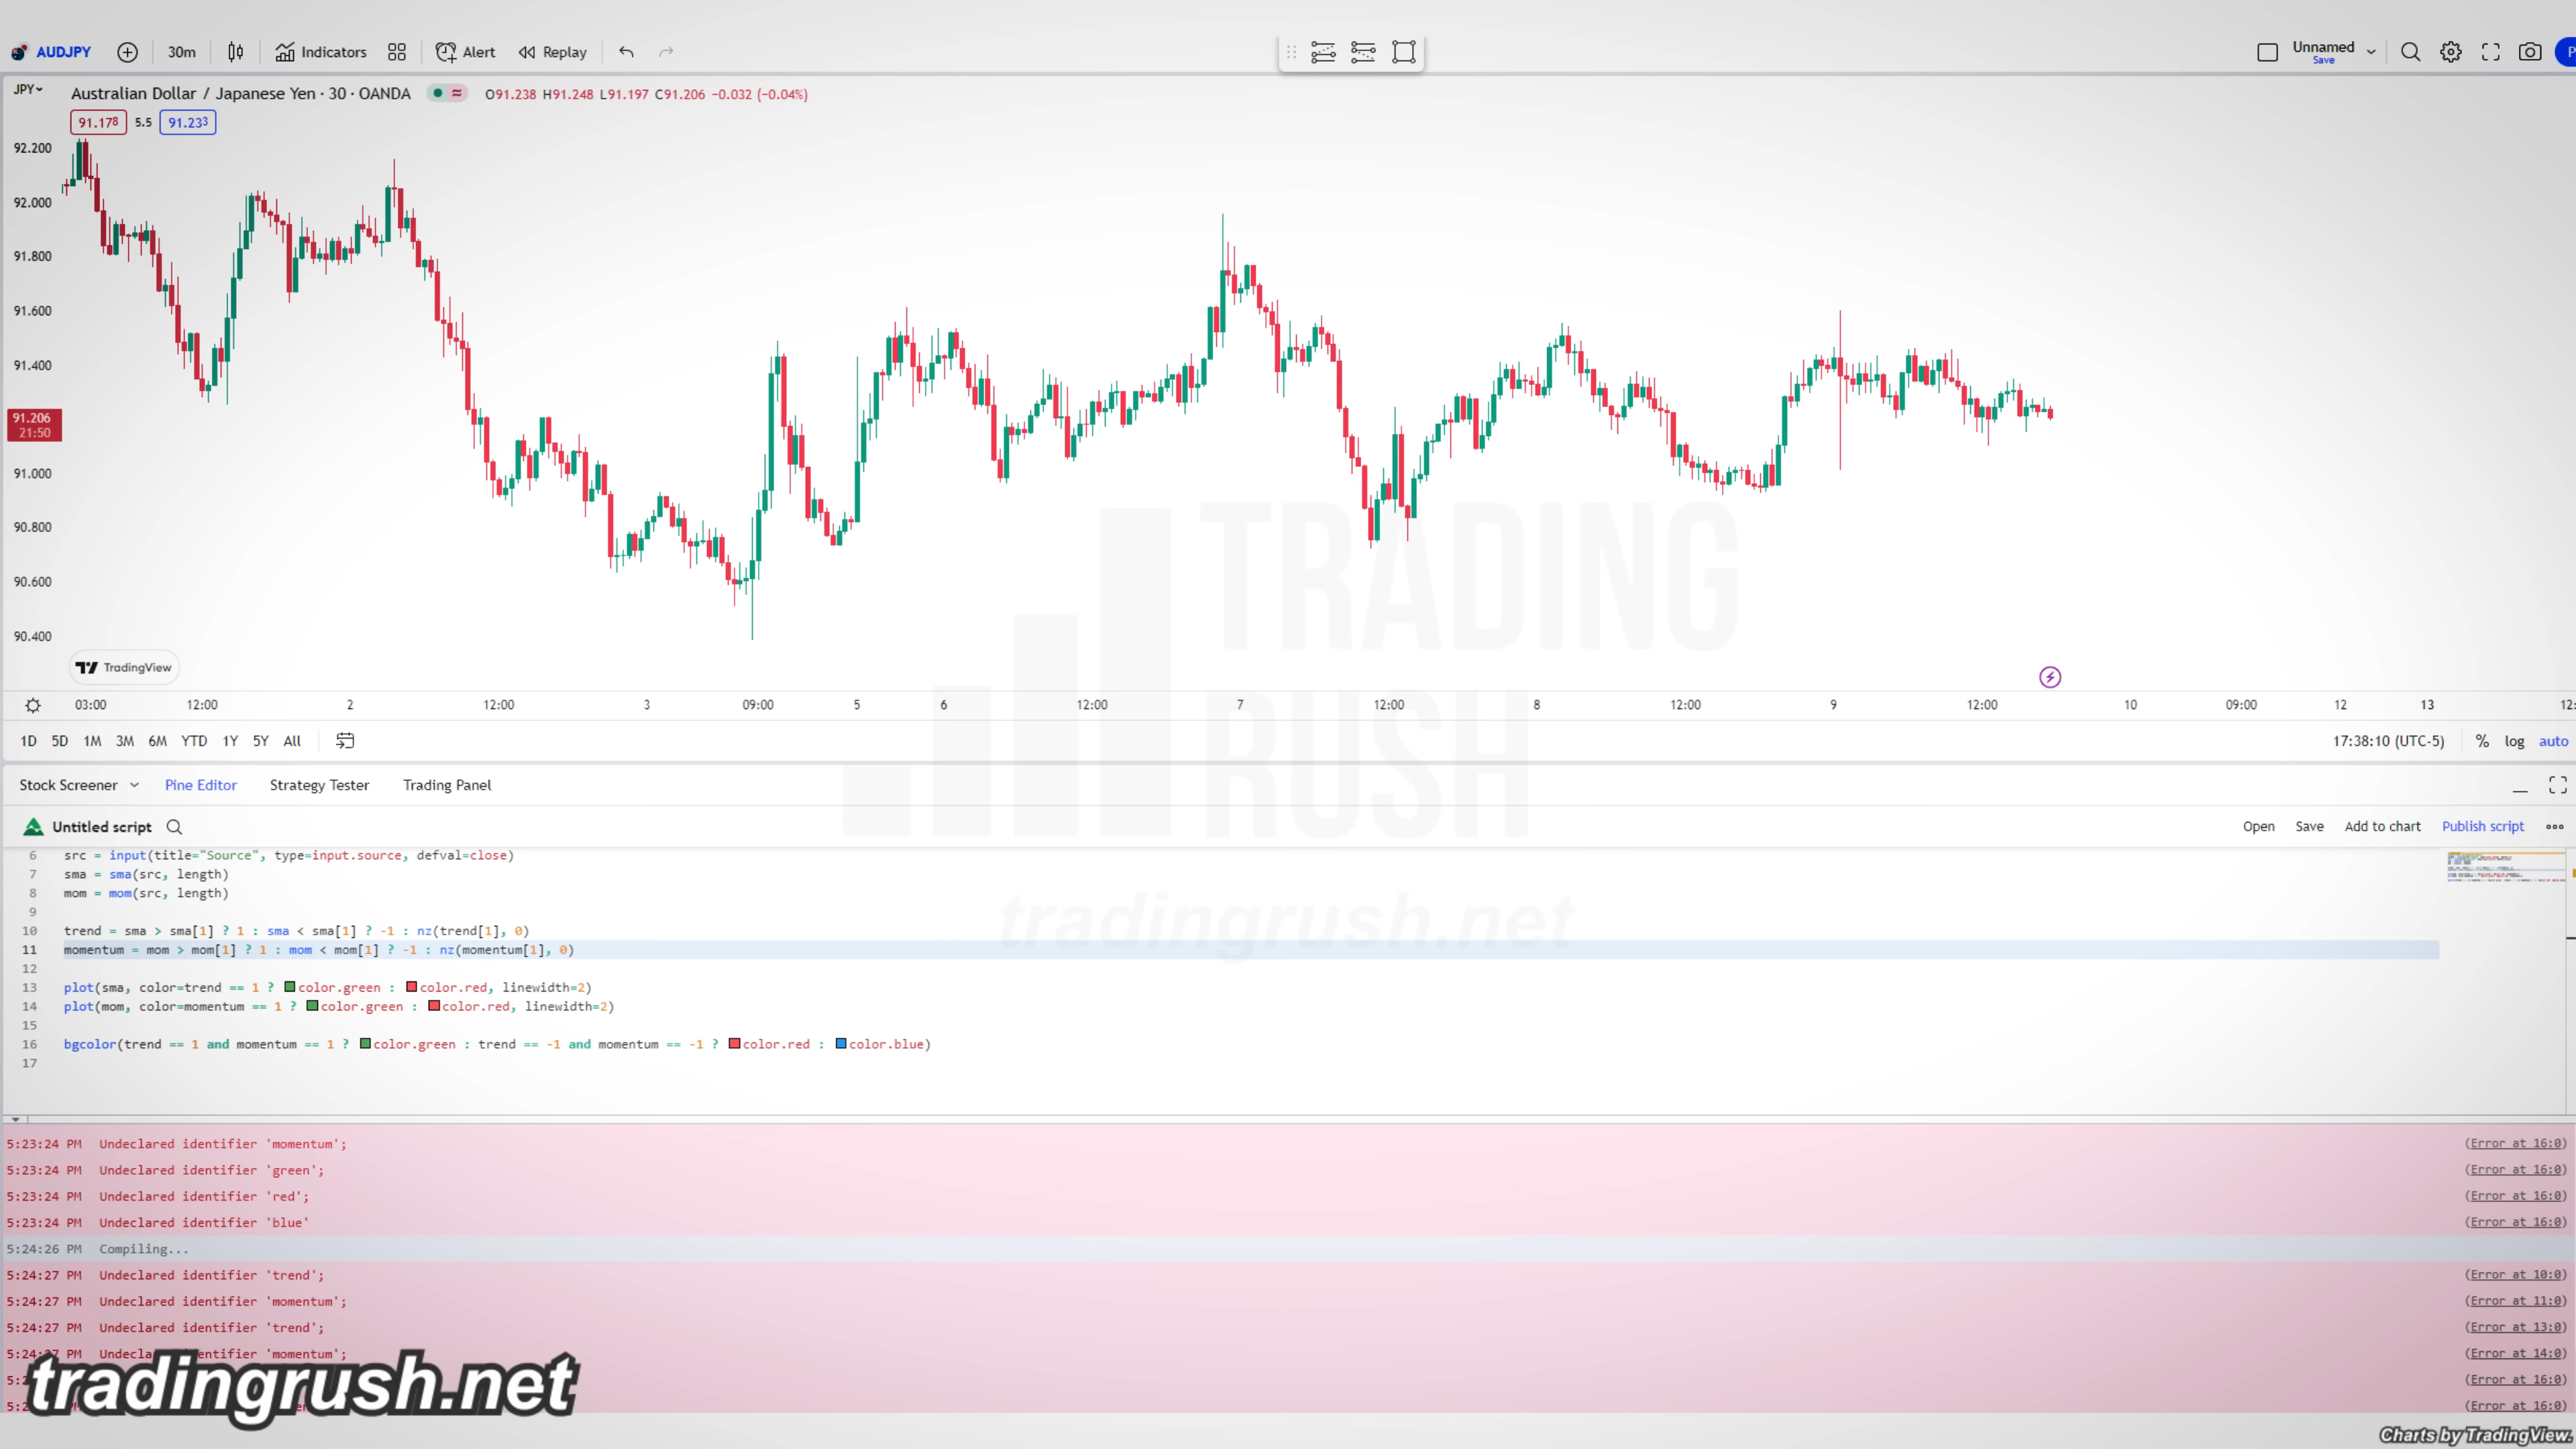 AUDJPY 30m Indicators Alert Replay Unnamed
Save
JPY Australian Dollar / Japanese Yen · 30 · OANDA O91.238 H91.248 L91.197 C91.206 −0.032 (−0.04%)
91.178 5.5 91.233
92.200
92.000
91.800
91.600
91.400
91.206
21:50
91.000
90.800
90.600
90.400
TradingView
TRADING
RUSH
tradingrush.net
03:00 12:00 2 12:00 3 09:00 5 6 12:00 7 12:00 8 12:00 9 12:00 10 09:00 12 13
1D 5D 1M 3M 6M YTD 1Y 5Y All 17:38:10 (UTC-5) % log auto
Stock Screener Pine Editor Strategy Tester Trading Panel
Untitled script Open Save Add to chart Publish script
6 src = input(title="Source", type=input.source, defval=close)
7 sma = sma(src, length)
8 mom = mom(src, length)
9
10 trend = sma > sma[1] ? 1 : sma < sma[1] ? -1 : nz(trend[1], 0)
11 momentum = mom > mom[1] ? 1 : mom < mom[1] ? -1 : nz(momentum[1], 0)
12
13 plot(sma, color=trend == 1 ? color.green : color.red, linewidth=2)
14 plot(mom, color=momentum == 1 ? color.green : color.red, linewidth=2)
15
16 bgcolor(trend == 1 and momentum == 1 ? color.green : trend == -1 and momentum == -1 ? color.red : color.blue)
17
5:23:24 PM Undeclared identifier 'momentum'; (Error at 16:0)
5:23:24 PM Undeclared identifier 'green'; (Error at 16:0)
5:23:24 PM Undeclared identifier 'red'; (Error at 16:0)
5:23:24 PM Undeclared identifier 'blue' (Error at 16:0)
5:24:26 PM Compiling...
5:24:27 PM Undeclared identifier 'trend'; (Error at 10:0)
5:24:27 PM Undeclared identifier 'momentum'; (Error at 11:0)
5:24:27 PM Undeclared identifier 'trend'; (Error at 13:0)
5:24:27 PM Undeclared identifier 'momentum'; (Error at 14:0)
(Error at 16:0)
(Error at 16:0)
tradingrush.net
Charts by TradingView.